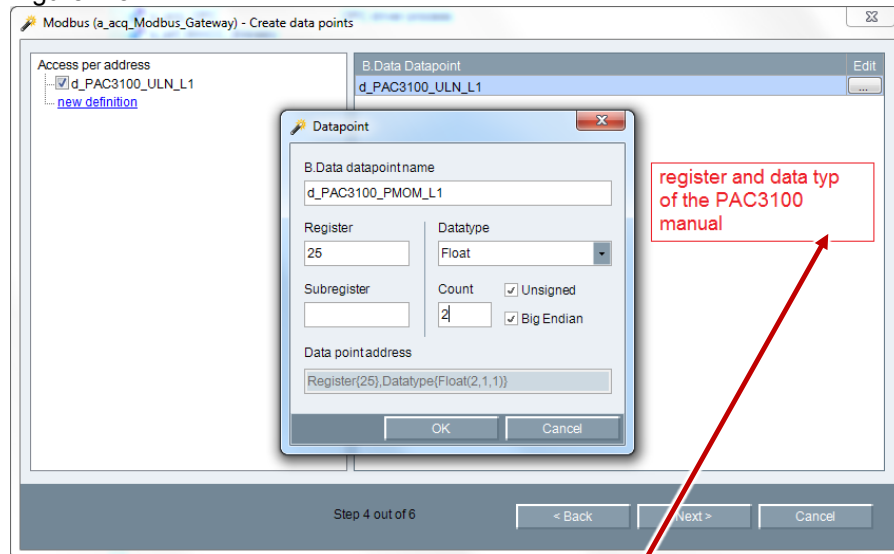 Modbus (a_acq_Modbus_Gateway) - Create data points
Access per address
d_PAC3100_ULN_L1
new definition
B.Data Datapoint
Edit
d_PAC3100_ULN_L1
...
Datapoint
B.Data datapoint name
d_PAC3100_PMOM_L1
Register
Datatype
25
Float
Subregister
Count
Unsigned
2
Big Endian
Data point address
Register{25},Datatype{Float(2,1,1)}
OK
Cancel
register and data typ
of the PAC3100
manual
Step 4 out of 6
< Back
Next >
Cancel